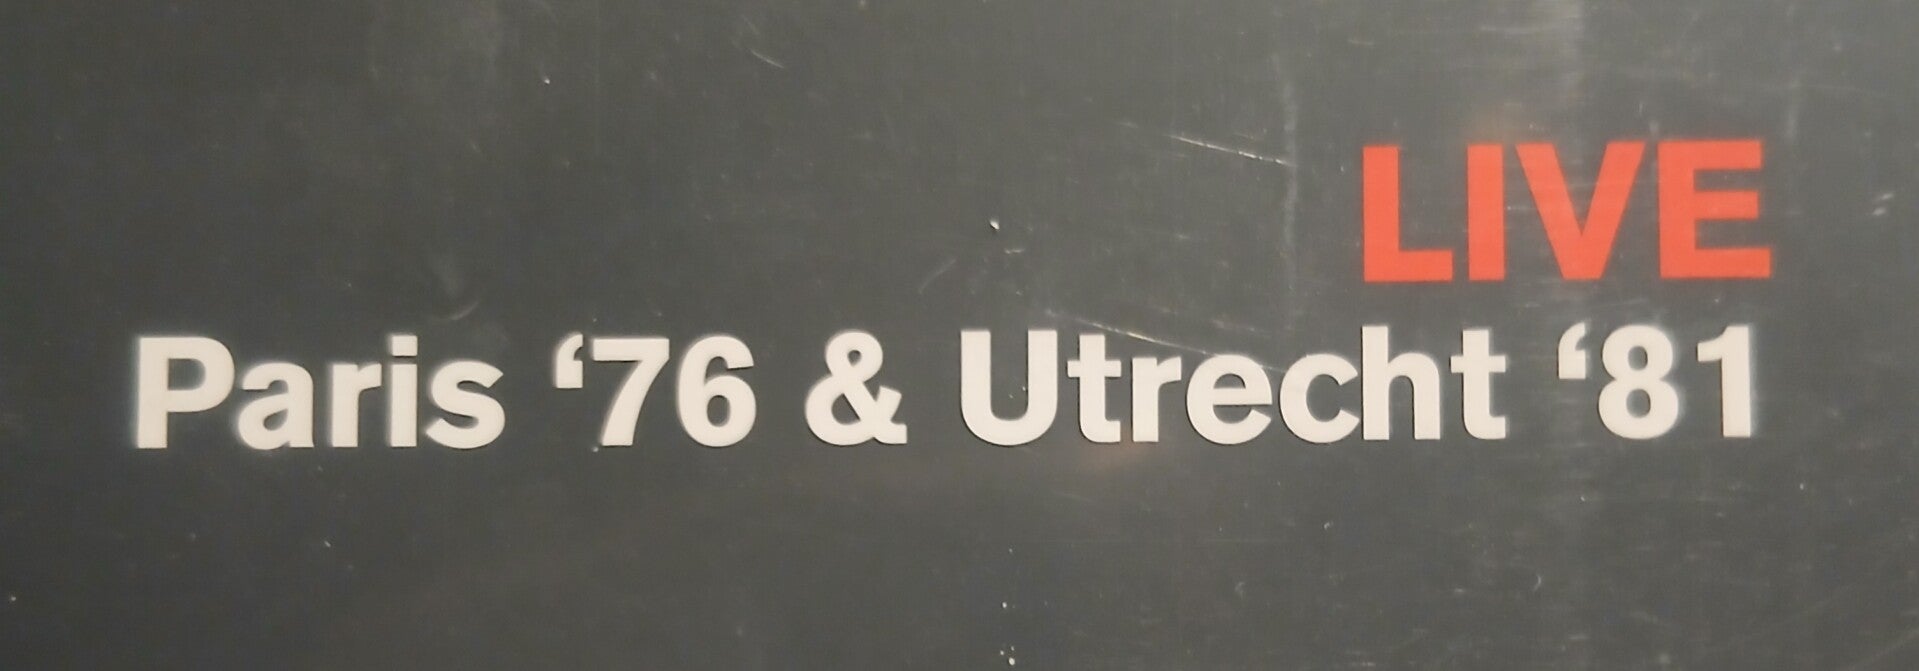 LIVE
Paris ‘76 & Utrecht ‘81